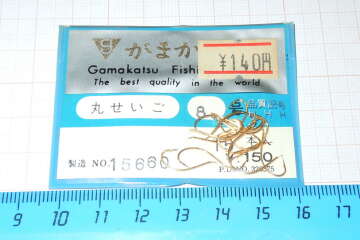 がまか
¥140円
Gamakatsu Fishi
The best quality in the world
丸せいご
8 号
製造 NO. 15660
150
9 10 11 12 13 14 15 16 17